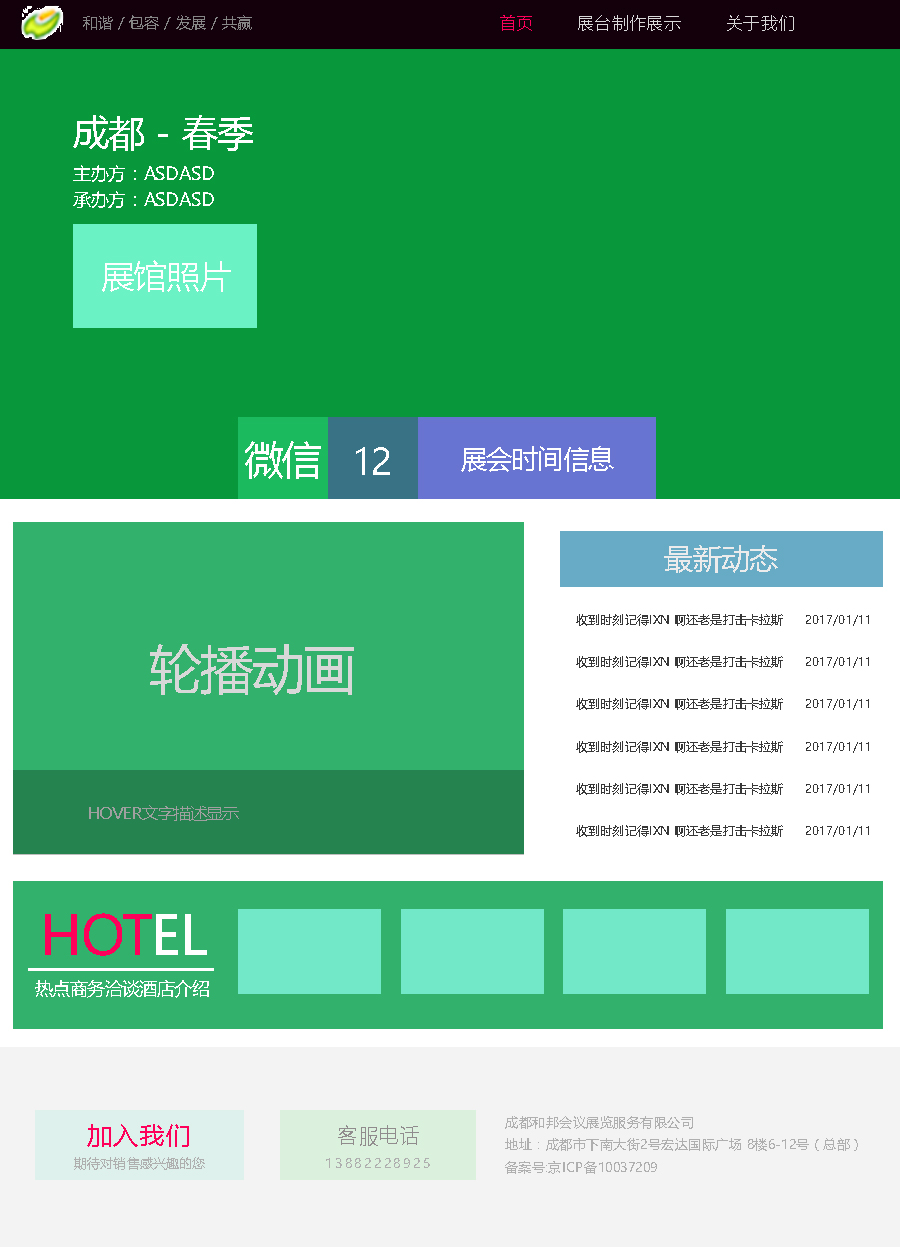 和谐 / 包容 / 发展 / 共赢
首页 展台制作展示 关于我们
成都 - 春季
主办方：ASDASD
承办方：ASDASD
展馆照片
微信 12 展会时间信息
轮播动画
HOVER文字描述显示
最新动态
收到时刻记得IXN 啊还老是打击卡拉斯 2017/01/11
收到时刻记得IXN 啊还老是打击卡拉斯 2017/01/11
收到时刻记得IXN 啊还老是打击卡拉斯 2017/01/11
收到时刻记得IXN 啊还老是打击卡拉斯 2017/01/11
收到时刻记得IXN 啊还老是打击卡拉斯 2017/01/11
收到时刻记得IXN 啊还老是打击卡拉斯 2017/01/11
HOTEL
热点商务洽谈酒店介绍
加入我们
期待对销售感兴趣的您
客服电话
13882228925
成都和邦会议展览服务有限公司
地址：成都市下南大街2号宏达国际广场 8楼6-12号（总部）
备案号:京ICP备10037209